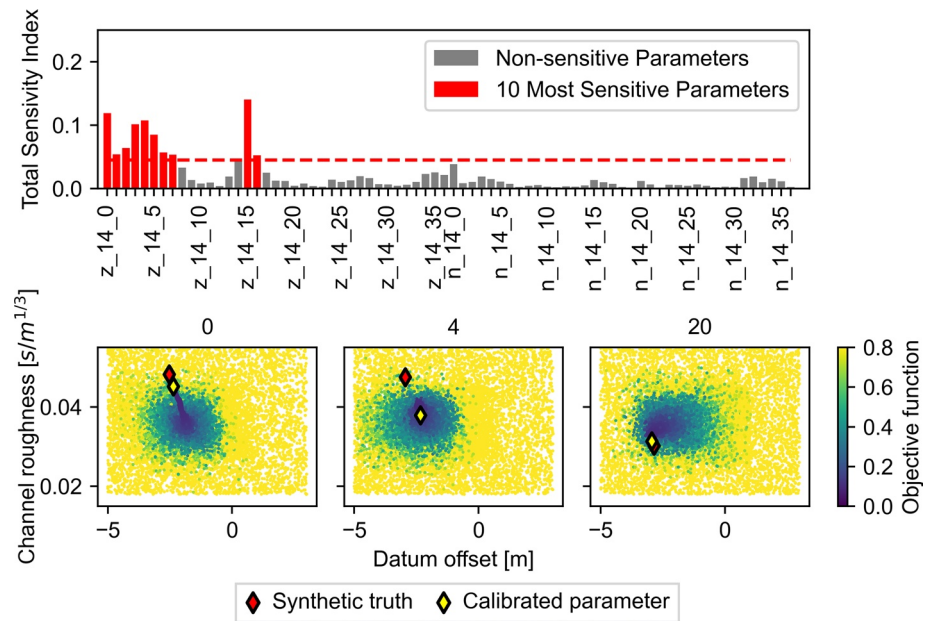 Total Sensivity Index
0.2
0.1
0.0
Non-sensitive Parameters
10 Most Sensitive Parameters
z_14_0
z_14_5
z_14_10
z_14_15
z_14_20
z_14_25
z_14_30
z_14_35
n_14_0
n_14_5
n_14_10
n_14_15
n_14_20
n_14_25
n_14_30
n_14_35
Channel roughness [s/m^{1/3}]
0.04
0.02
0
4
20
−5
0
−5
0
−5
0
Datum offset [m]
0.8
0.6
0.4
0.2
0.0
Objective function
Synthetic truth
Calibrated parameter